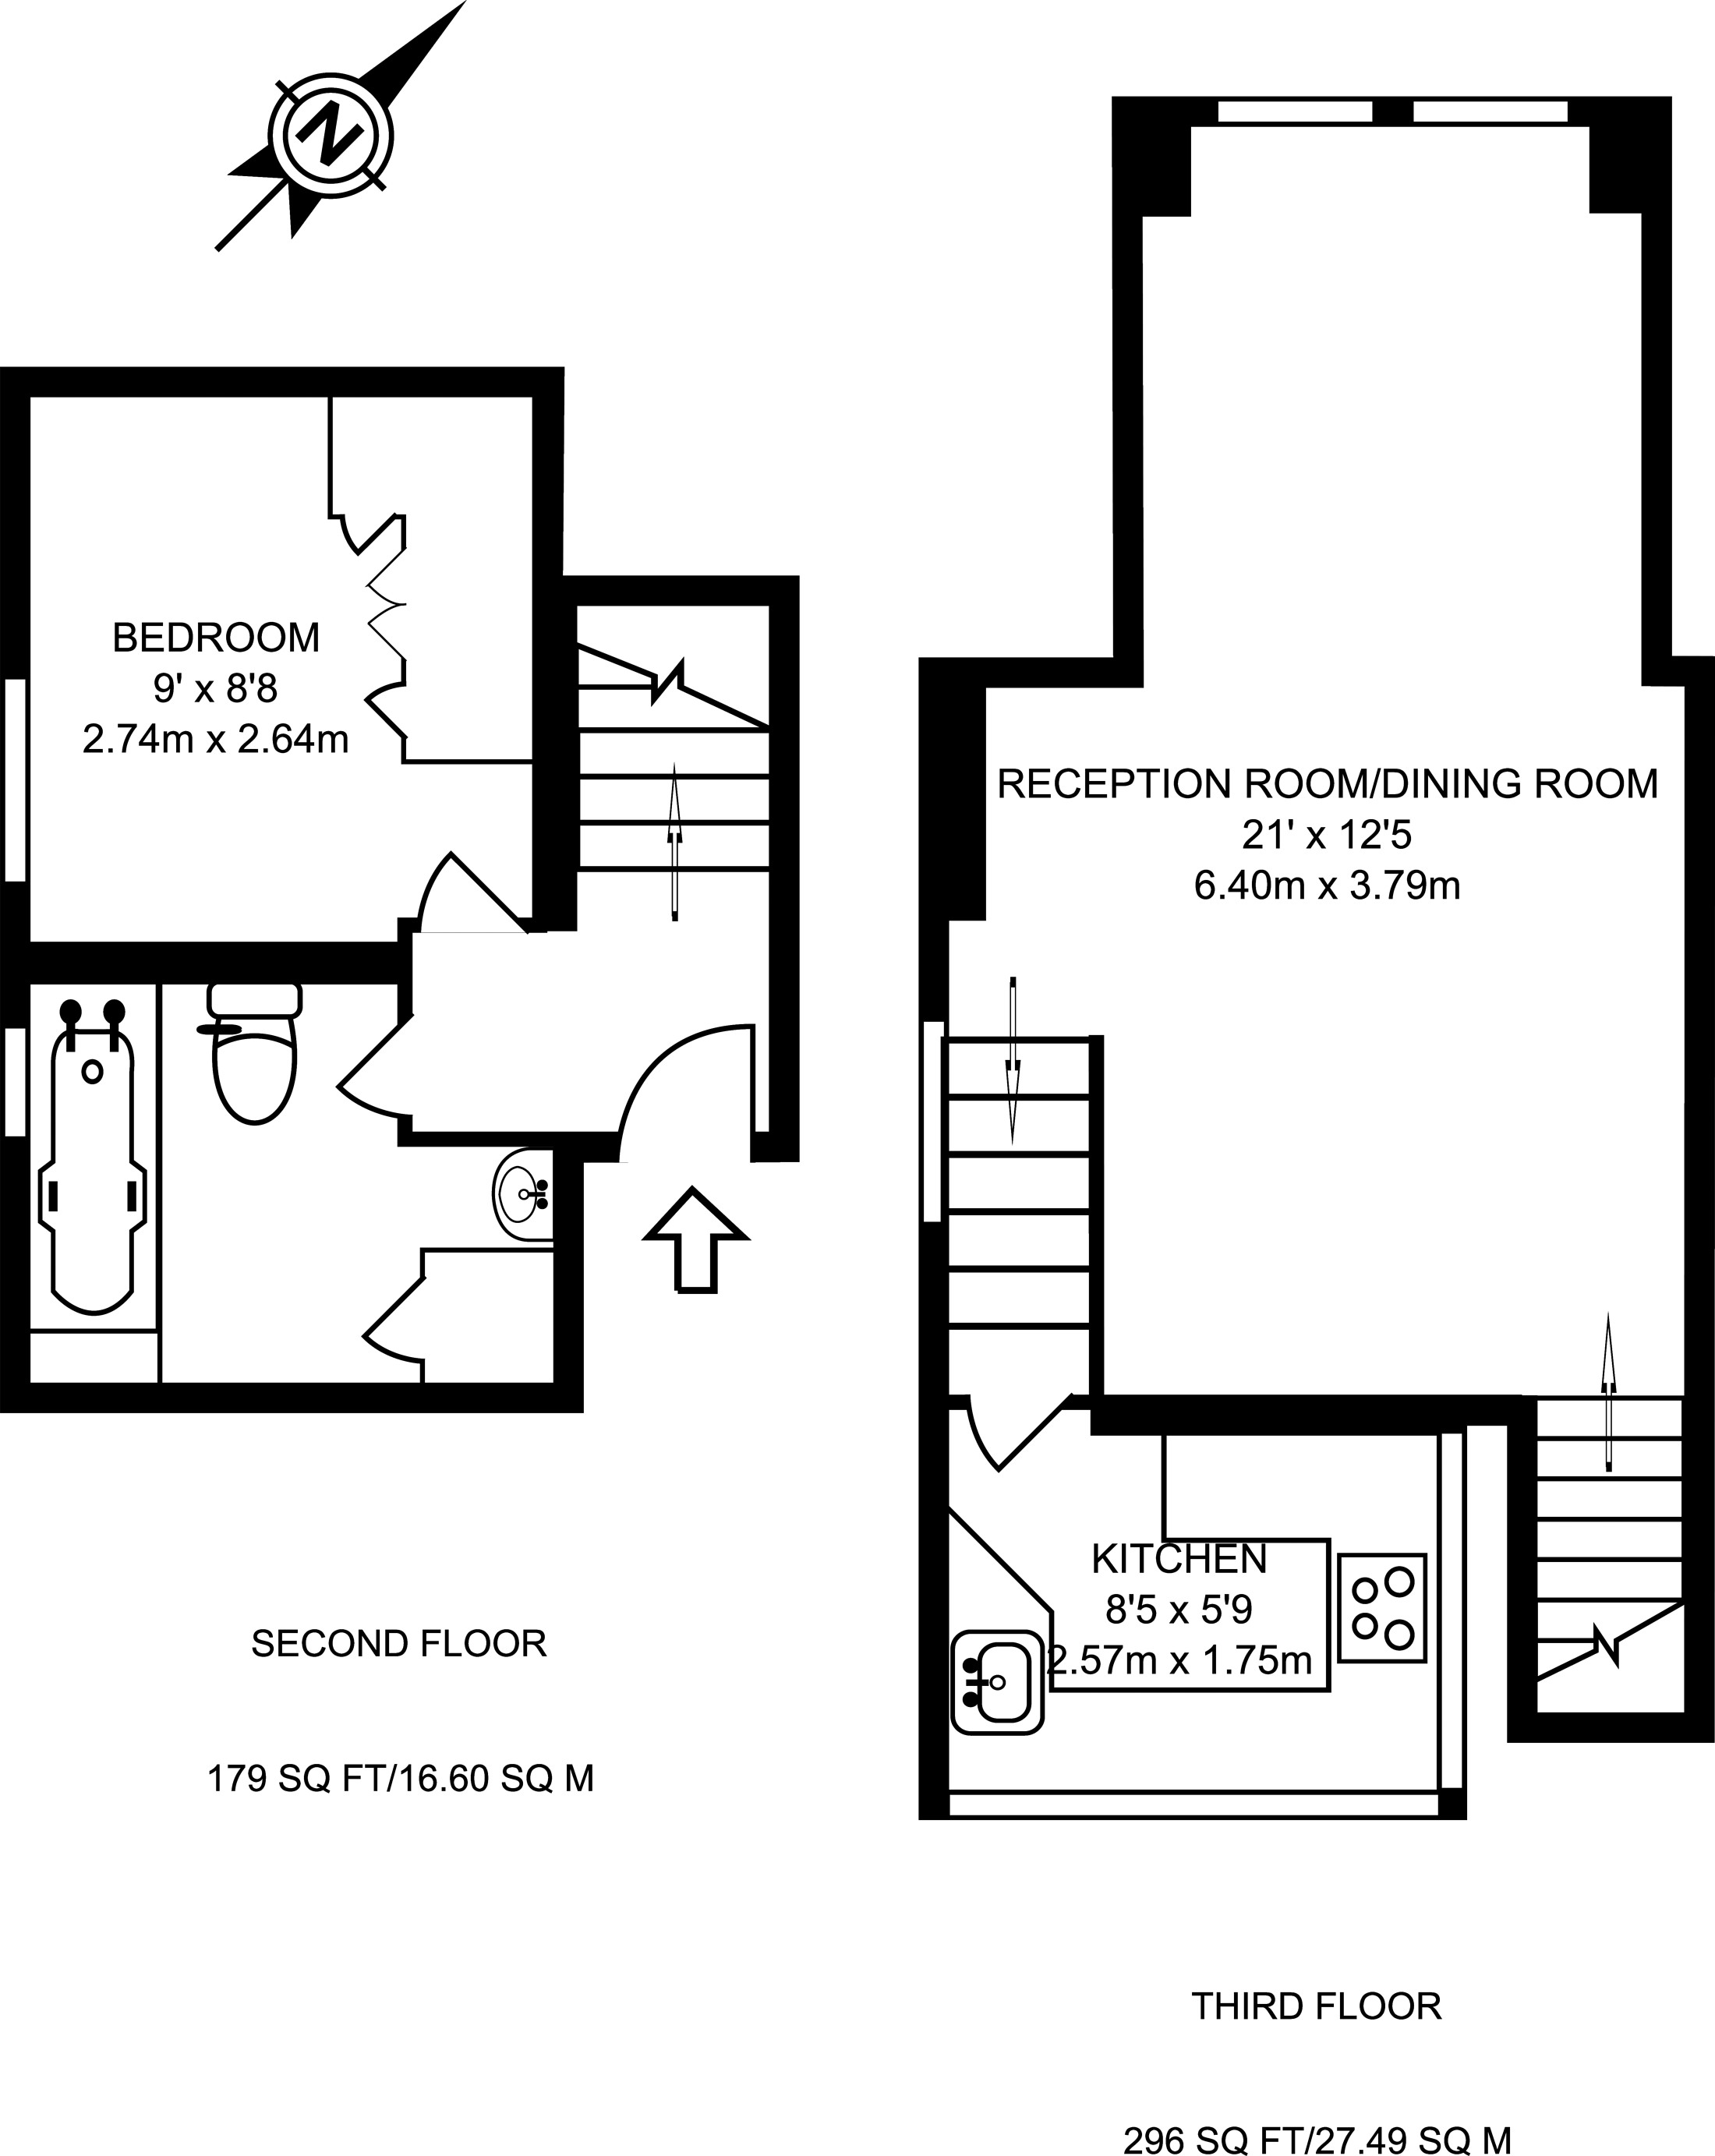 N
BEDROOM
9' x 8'8
2.74m x 2.64m
RECEPTION ROOM/DINING ROOM
21' x 12'5
6.40m x 3.79m
KITCHEN
8'5 x 5'9
2.57m x 1.75m
SECOND FLOOR
179 SQ FT/16.60 SQ M
THIRD FLOOR
296 SQ FT/27.49 SQ M